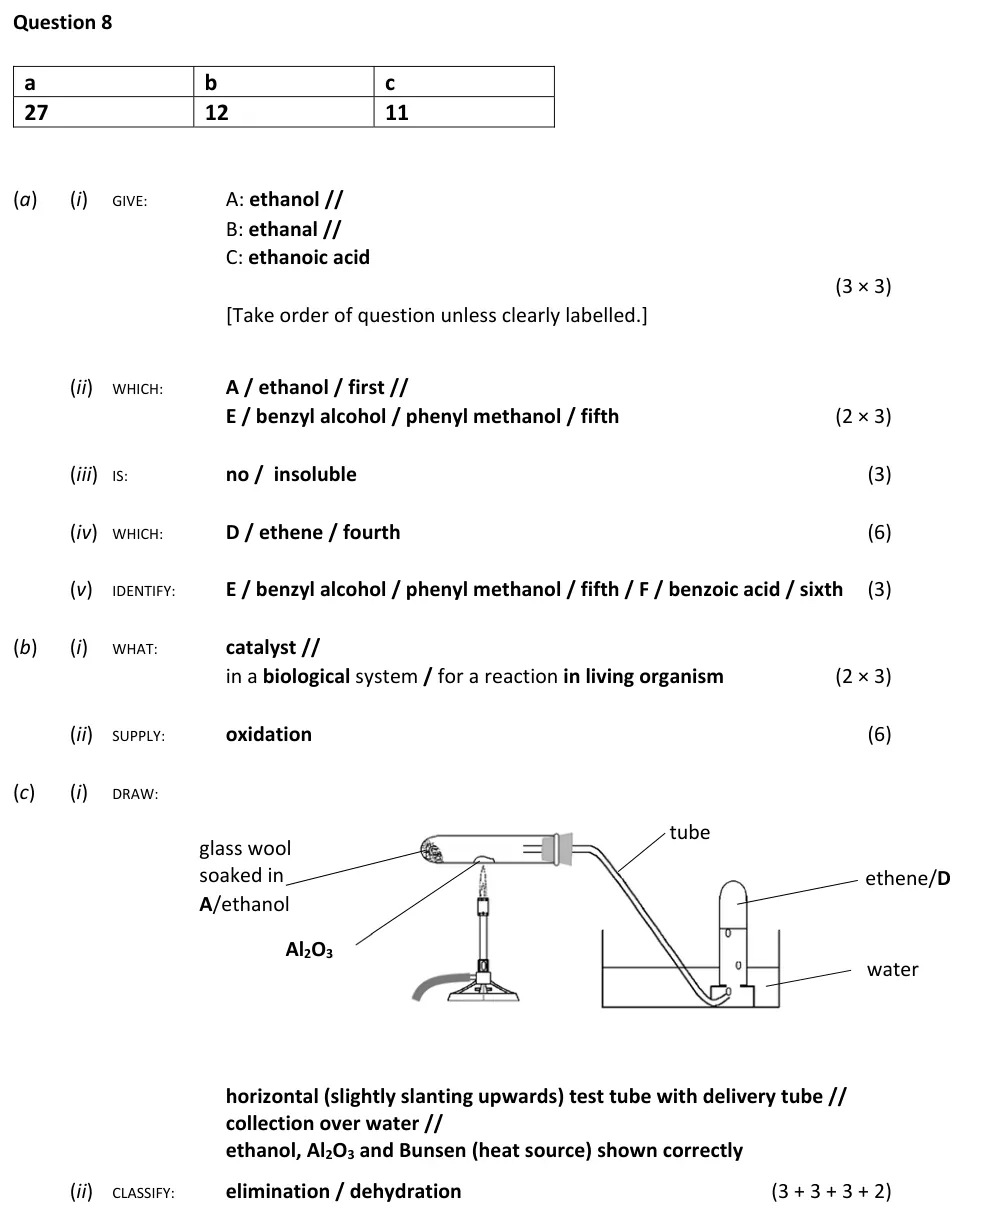 Question 8
a b c
27 12 11
(a) (i) GIVE: A: ethanol //
B: ethanal //
C: ethanoic acid
(3 × 3)
[Take order of question unless clearly labelled.]
(ii) WHICH: A / ethanol / first //
E / benzyl alcohol / phenyl methanol / fifth (2 × 3)
(iii) IS: no / insoluble (3)
(iv) WHICH: D / ethene / fourth (6)
(v) IDENTIFY: E / benzyl alcohol / phenyl methanol / fifth / F / benzoic acid / sixth (3)
(b) (i) WHAT: catalyst //
in a biological system / for a reaction in living organism (2 × 3)
(ii) SUPPLY: oxidation (6)
(c) (i) DRAW:
tube
glass wool
soaked in
A/ethanol
ethene/D
Al₂O₃
water
horizontal (slightly slanting upwards) test tube with delivery tube //
collection over water //
ethanol, Al₂O₃ and Bunsen (heat source) shown correctly
(ii) CLASSIFY: elimination / dehydration (3 + 3 + 3 + 2)